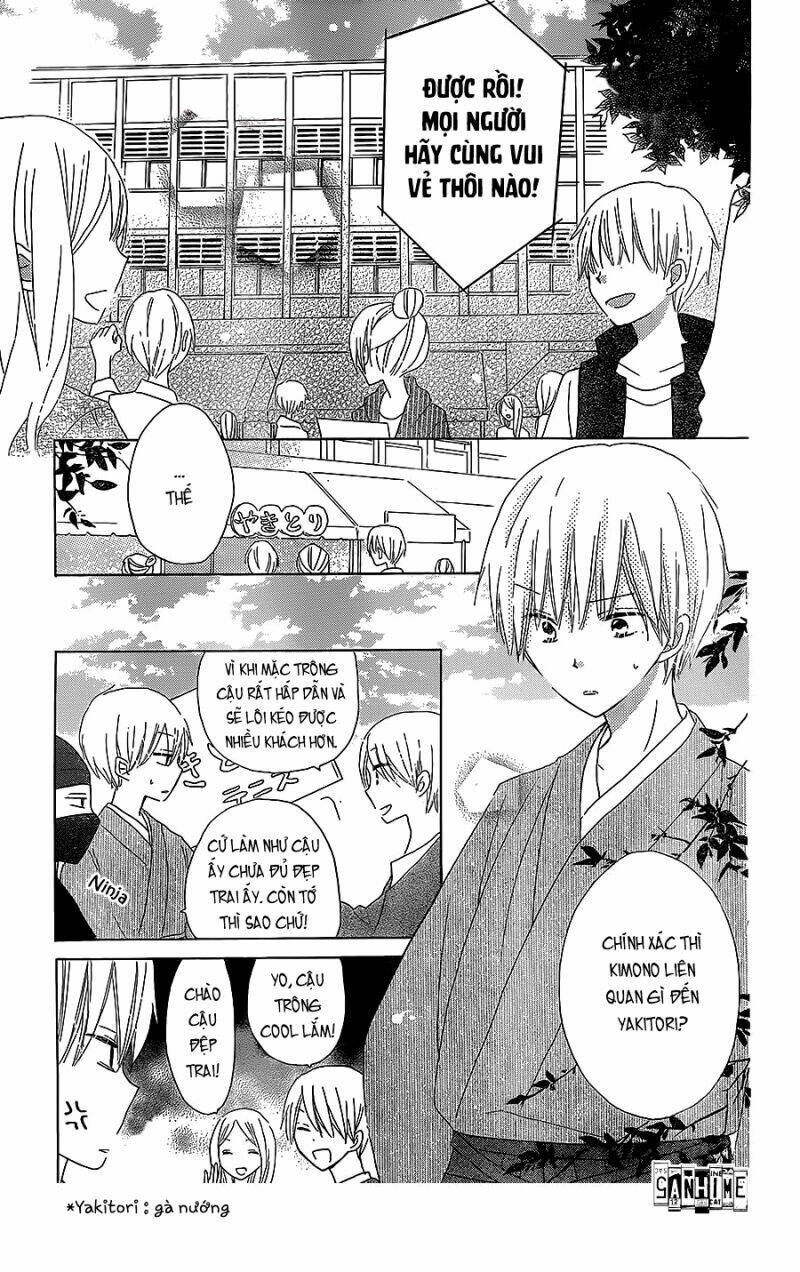 ĐƯỢC RỒI!
MỌI NGƯỜI
HÃY CÙNG VUI
VẺ THÔI NÀO!
...
THẾ
やきとり
CHÍNH XÁC THÌ
KIMONO LIÊN
QUAN GÌ ĐẾN
YAKITORI?
VÌ KHI MẶC TRÔNG
CẬU RẤT HẤP DẪN VÀ
SẼ LÔI KÉO ĐƯỢC
NHIỀU KHÁCH HƠN.
CỨ LÀM NHƯ CẬU
ẤY CHƯA ĐỦ ĐẸP
TRAI ẤY. CÒN TỚ
THÌ SAO CHỨ!
Ninja
YO, CẬU
TRÔNG
COOL LẮM!
CHÀO
CẬU
ĐẸP
TRAI!
SANHIME
*Yakitori : gà nướng